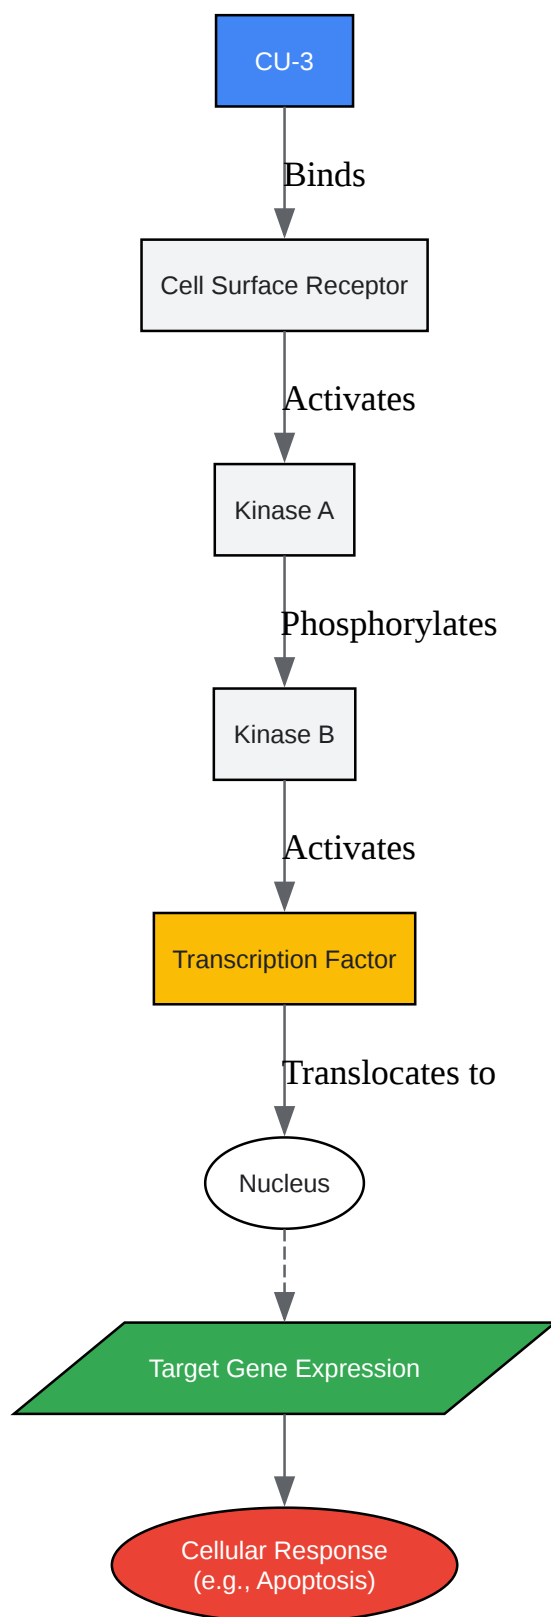 CU-3
Binds
Cell Surface Receptor
Activates
Kinase A
Phosphorylates
Kinase B
Activates
Transcription Factor
Translocates to
Nucleus
Target Gene Expression
Cellular Response
(e.g., Apoptosis)